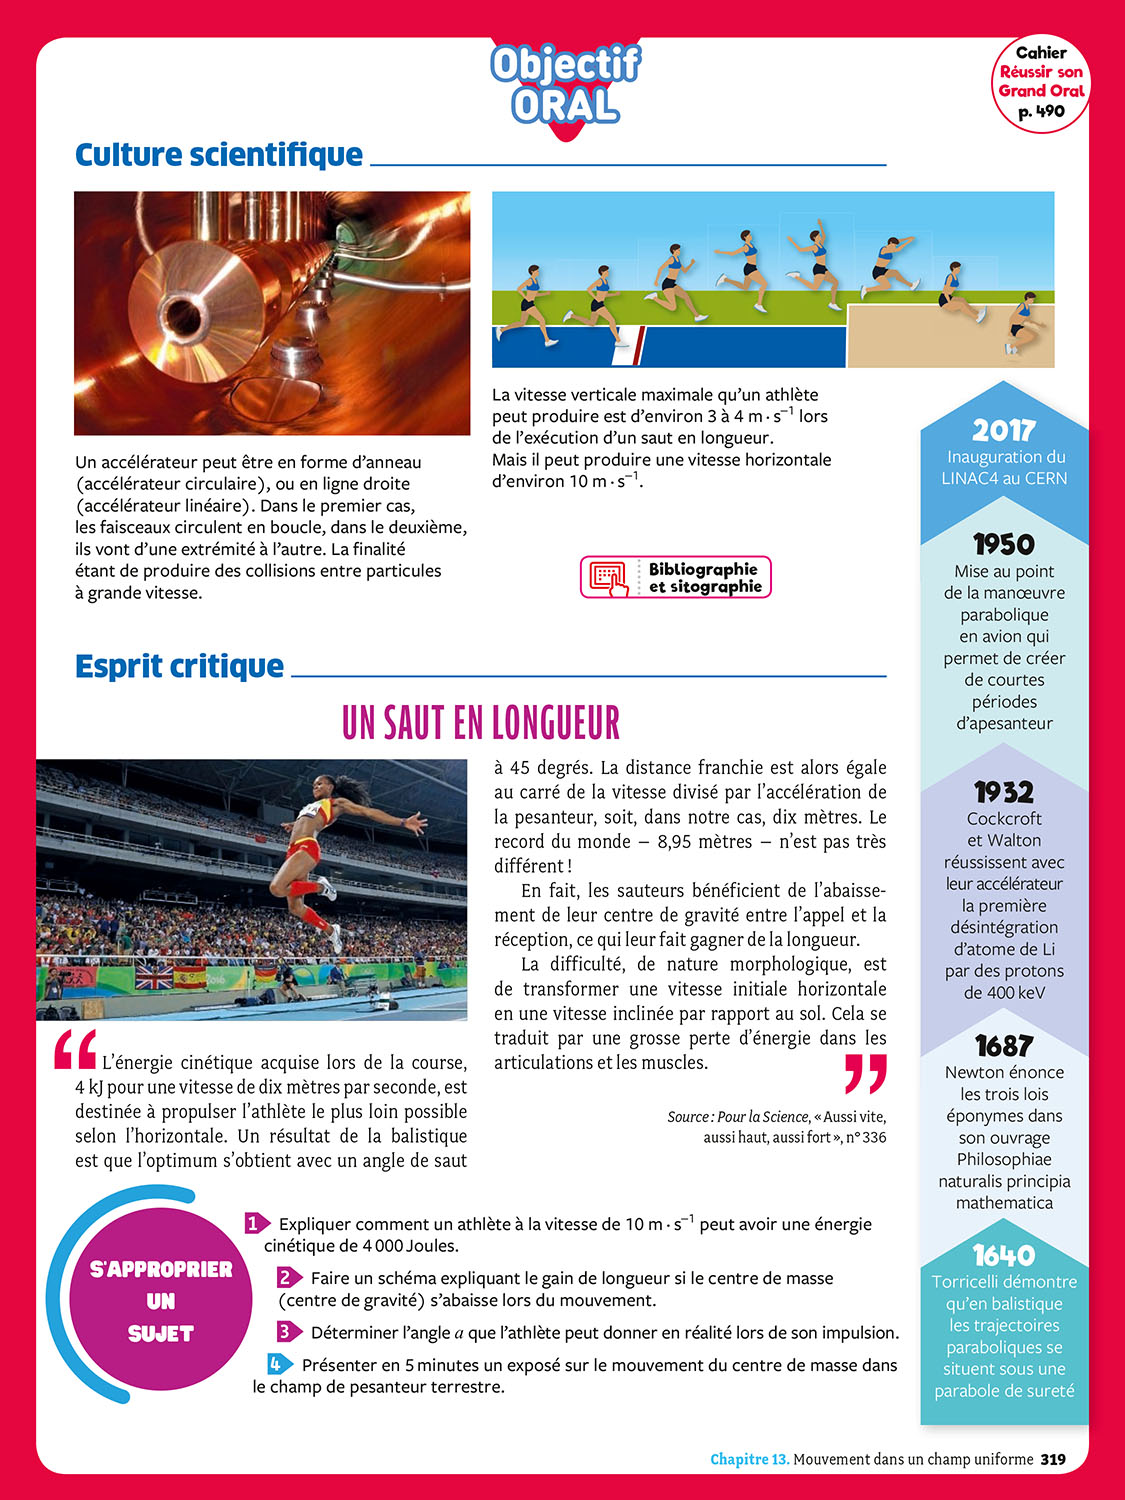 Objectif
ORAL
Cahier
Réussir son
Grand Oral
p. 490
Culture scientifique
Un accélérateur peut être en forme d'anneau
(accélérateur circulaire), ou en ligne droite
(accélérateur linéaire). Dans le premier cas,
les faisceaux circulent en boucle, dans le deuxième,
ils vont d'une extrémité à l'autre. La finalité
étant de produire des collisions entre particules
à grande vitesse.
La vitesse verticale maximale qu'un athlète
peut produire est d'environ 3 à 4 m · s⁻¹ lors
de l'exécution d'un saut en longueur.
Mais il peut produire une vitesse horizontale
d'environ 10 m · s⁻¹.
Bibliographie
et sitographie
Esprit critique
UN SAUT EN LONGUEUR
“ L'énergie cinétique acquise lors de la course,
4 kJ pour une vitesse de dix mètres par seconde, est
destinée à propulser l'athlète le plus loin possible
selon l'horizontale. Un résultat de la balistique
est que l'optimum s'obtient avec un angle de saut
à 45 degrés. La distance franchie est alors égale
au carré de la vitesse divisé par l'accélération de
la pesanteur, soit, dans notre cas, dix mètres. Le
record du monde – 8,95 mètres – n'est pas très
différent !
En fait, les sauteurs bénéficient de l'abaisse-
ment de leur centre de gravité entre l'appel et la
réception, ce qui leur fait gagner de la longueur.
La difficulté, de nature morphologique, est
de transformer une vitesse initiale horizontale
en une vitesse inclinée par rapport au sol. Cela se
traduit par une grosse perte d'énergie dans les
articulations et les muscles. ”
Source : Pour la Science, « Aussi vite,
aussi haut, aussi fort », n° 336
S'APPROPRIER
UN
SUJET
1 Expliquer comment un athlète à la vitesse de 10 m · s⁻¹ peut avoir une énergie
cinétique de 4 000 Joules.
2 Faire un schéma expliquant le gain de longueur si le centre de masse
(centre de gravité) s'abaisse lors du mouvement.
3 Déterminer l'angle a que l'athlète peut donner en réalité lors de son impulsion.
4 Présenter en 5 minutes un exposé sur le mouvement du centre de masse dans
le champ de pesanteur terrestre.
2017
Inauguration du
LINAC4 au CERN
1950
Mise au point
de la manœuvre
parabolique
en avion qui
permet de créer
de courtes
périodes
d'apesanteur
1932
Cockcroft
et Walton
réussissent avec
leur accélérateur
la première
désintégration
d'atome de Li
par des protons
de 400 keV
1687
Newton énonce
les trois lois
éponymes dans
son ouvrage
Philosophiae
naturalis principia
mathematica
1640
Torricelli démontre
qu'en balistique
les trajectoires
paraboliques se
situent sous une
parabole de sureté
Chapitre 13. Mouvement dans un champ uniforme 319